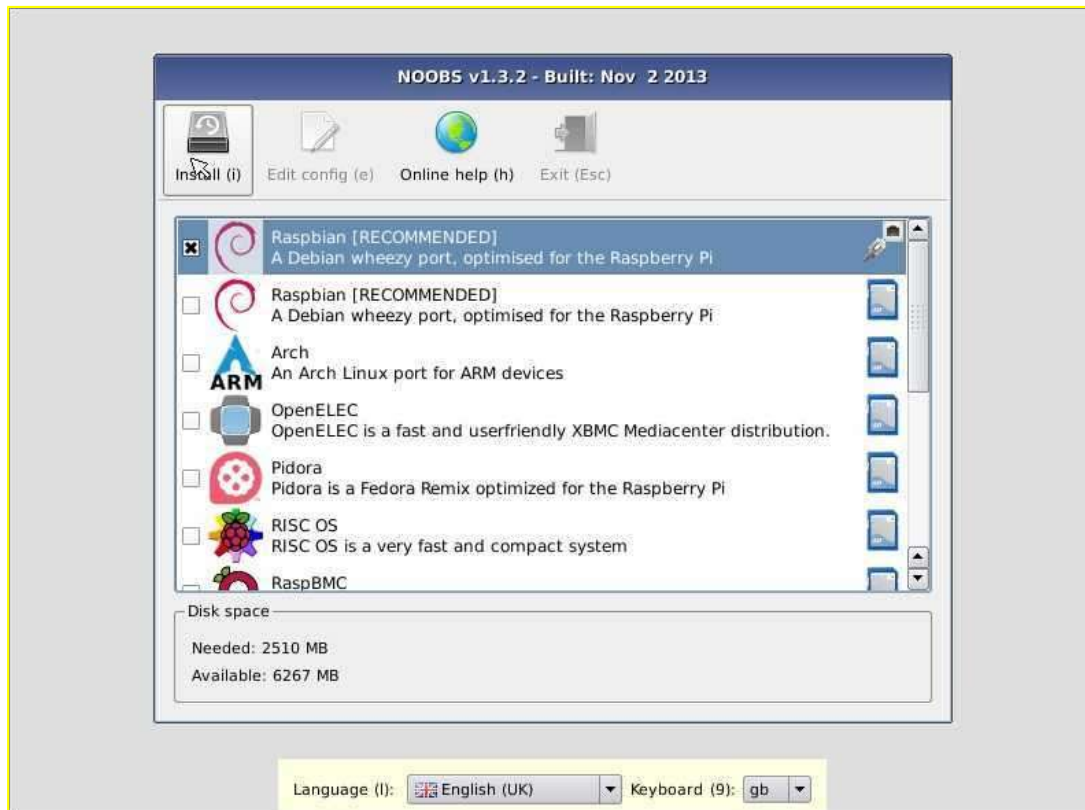 NOOBS v1.3.2 - Built: Nov 2 2013
Install (i)
Edit config (e)
Online help (h)
Exit (Esc)
Raspbian [RECOMMENDED]
A Debian wheezy port, optimised for the Raspberry Pi
Raspbian [RECOMMENDED]
A Debian wheezy port, optimised for the Raspberry Pi
Arch
An Arch Linux port for ARM devices
ARM
OpenELEC
OpenELEC is a fast and userfriendly XBMC Mediacenter distribution.
Pidora
Pidora is a Fedora Remix optimized for the Raspberry Pi
RISC OS
RISC OS is a very fast and compact system
RaspBMC
Disk space
Needed: 2510 MB
Available: 6267 MB
Language (l): English (UK) Keyboard (9): gb